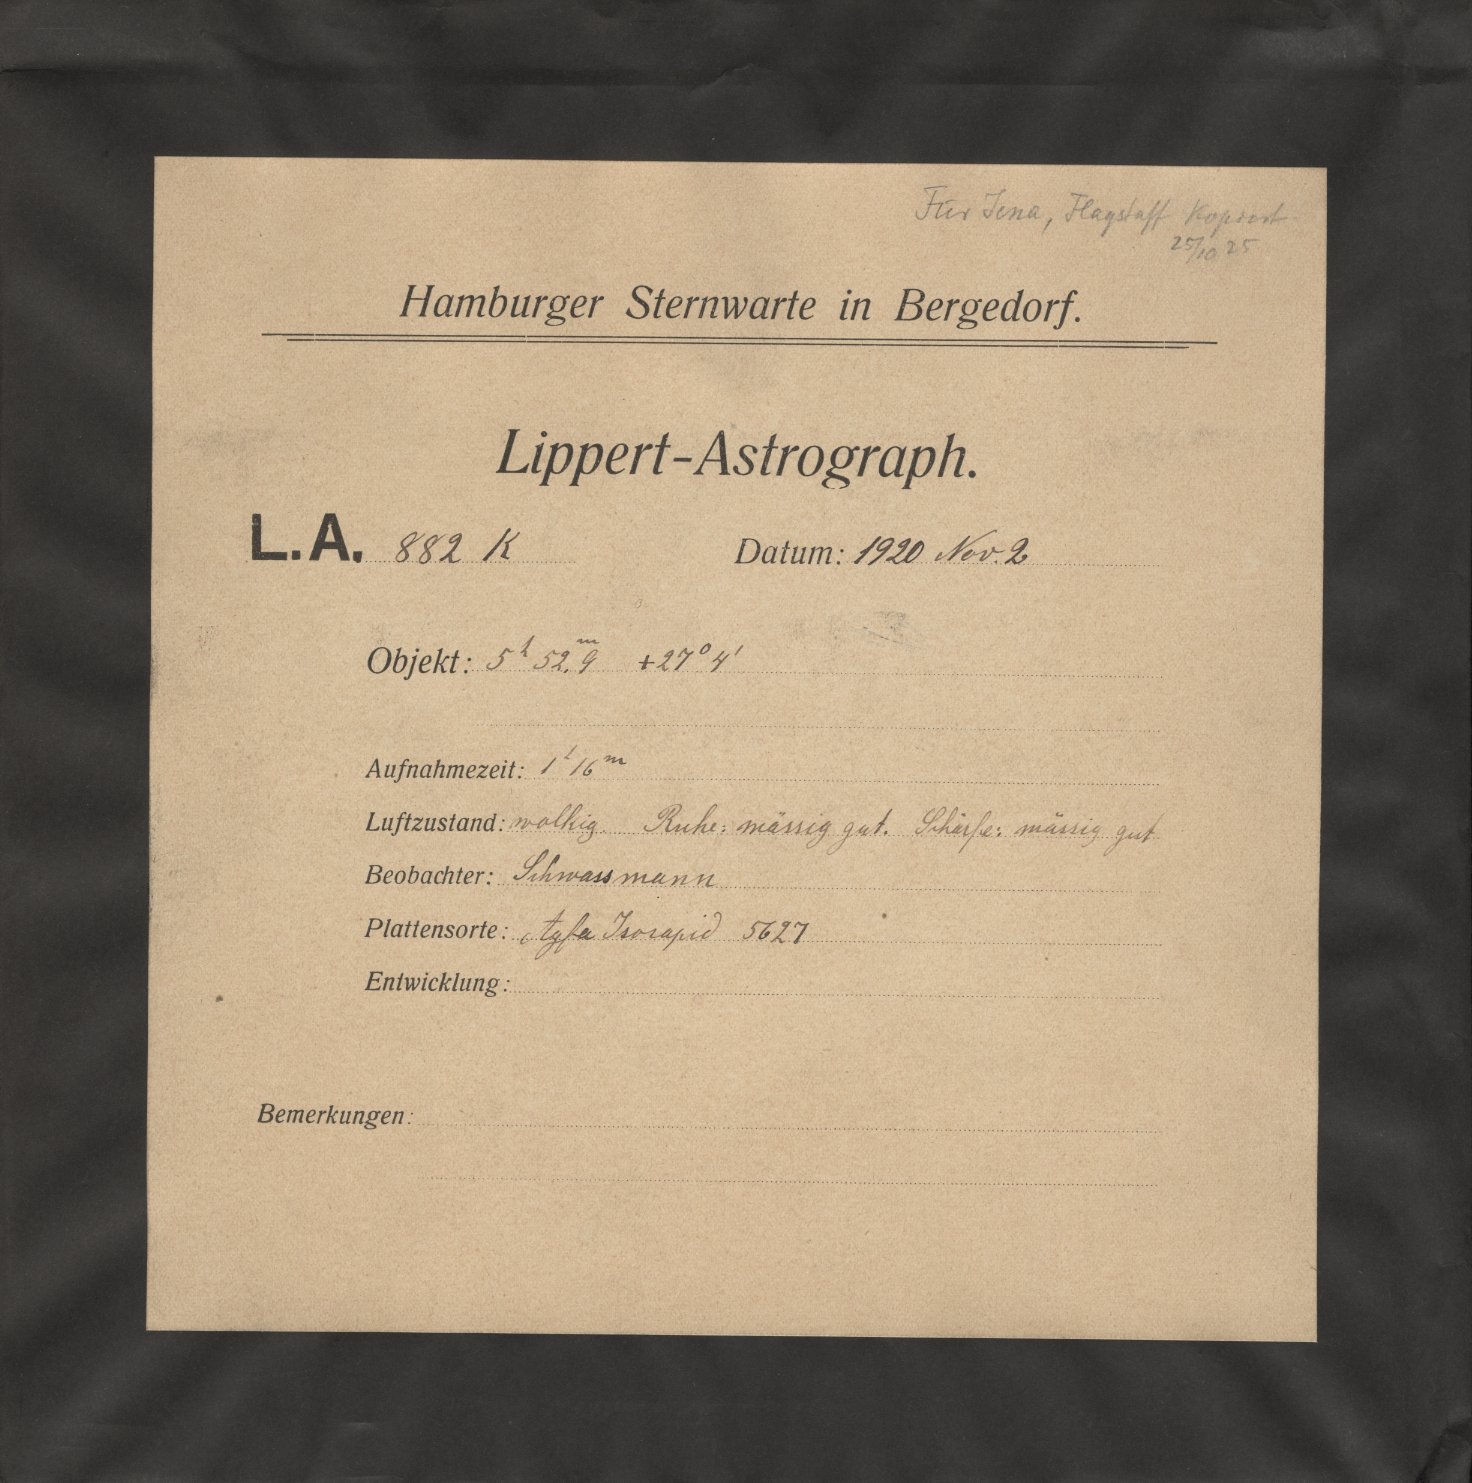 Für Jena, Flagstaff kopiert
25/10 25
Hamburger Sternwarte in Bergedorf.
Lippert-Astrograph.
L.A. 882 K Datum: 1920 Nov. 2
Objekt: 5h 52.m9 +27° 4'
Aufnahmezeit: 1h 16m
Luftzustand: wolkig Ruhe: mässig gut. Schärfe: mässig gut
Beobachter: Schwassmann
Plattensorte: Agfa Isorapid 5627
Entwicklung:
Bemerkungen: